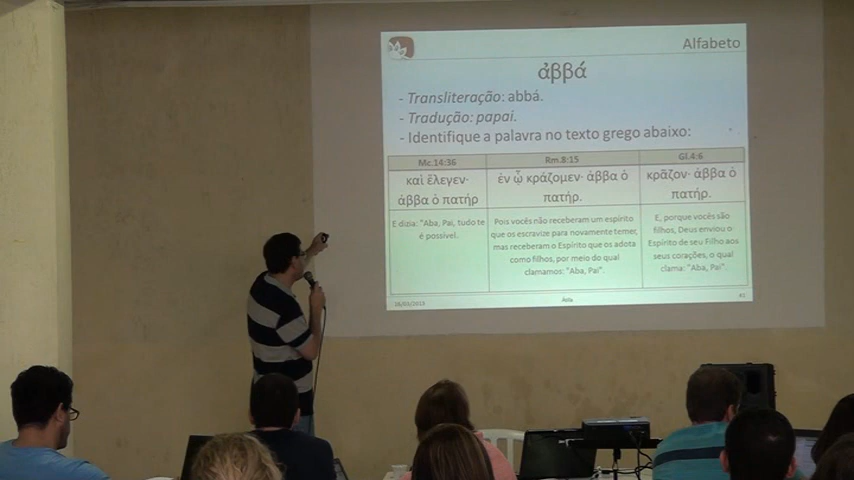 Alfabeto
ἀββά
- Transliteração: abbá.
- Tradução: papai.
- Identifique a palavra no texto grego abaixo:
Mc.14:36
Rm.8:15
Gl.4:6
καὶ ἔλεγεν·
ἀββα ὁ πατήρ
ἐν ᾧ κράζομεν· ἀββα ὁ
πατήρ.
κρᾶζον· ἀββα ὁ
πατήρ.
E dizia: "Aba, Pai, tudo te
é possível.
Pois vocês não receberam um espírito
que os escravize para novamente temer,
mas receberam o Espírito que os adota
como filhos, por meio do qual
clamamos: "Aba, Pai".
E, porque vocês são
filhos, Deus enviou o
Espírito de seu Filho aos
seus corações, o qual
clama: "Aba, Pai".